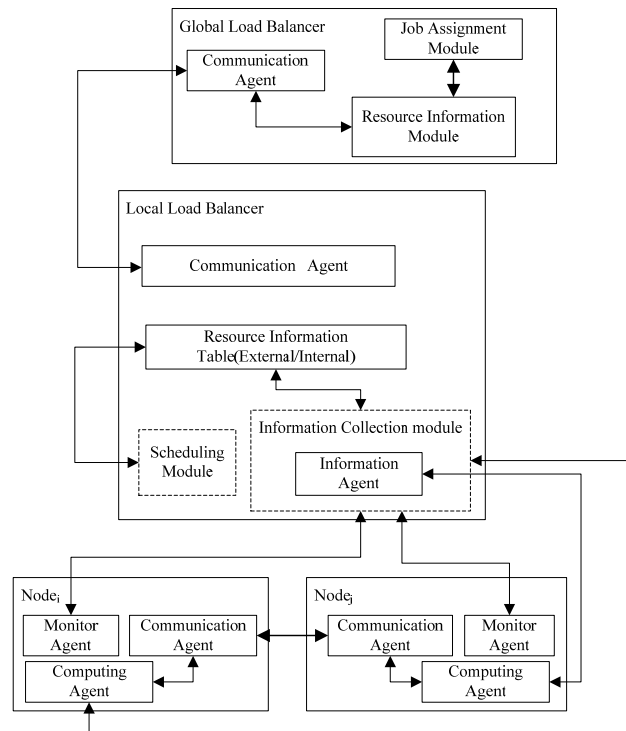 Global Load Balancer
Job Assignment
Module
Communication
Agent
Resource Information
Module
Local Load Balancer
Communication Agent
Resource Information
Table(External/Internal)
Information Collection module
Scheduling
Module
Information
Agent
Nodei
Monitor
Agent
Communication
Agent
Computing
Agent
Nodej
Communication
Agent
Monitor
Agent
Computing
Agent